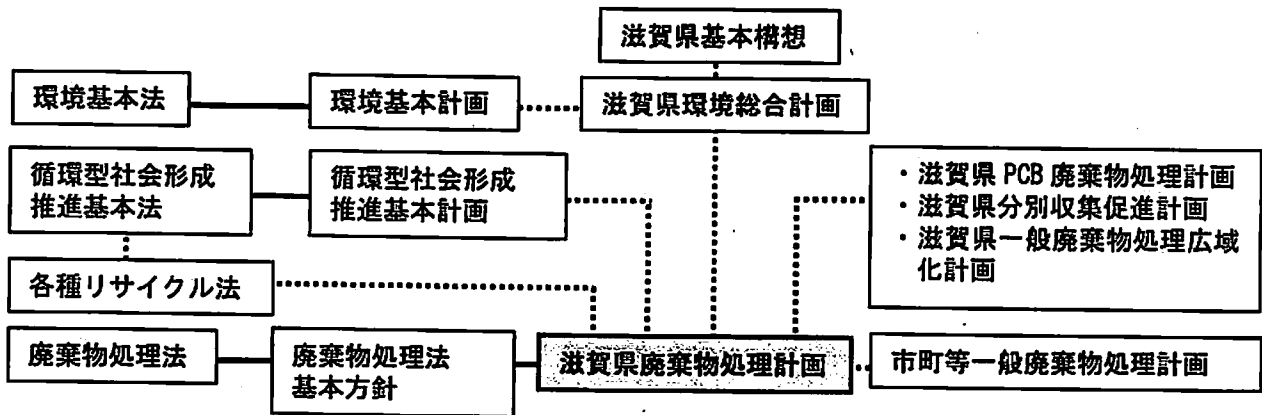 滋賀県基本構想
環境基本法
環境基本計画
滋賀県環境総合計画
循環型社会形成
推進基本法
循環型社会形成
推進基本計画
・滋賀県 PCB 廃棄物処理計画
・滋賀県分別収集促進計画
・滋賀県一般廃棄物処理広域
化計画
各種リサイクル法
廃棄物処理法
廃棄物処理法
基本方針
滋賀県廃棄物処理計画
市町等一般廃棄物処理計画